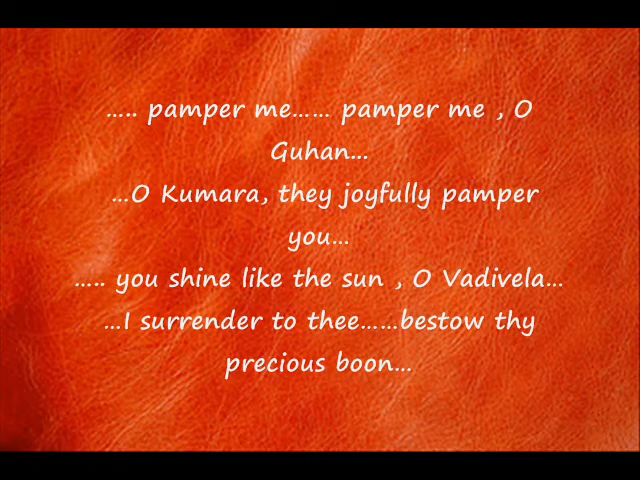 ….. pamper me…… pamper me , O
Guhan...
...O Kumara, they joyfully pamper
you...
….. you shine like the sun , O Vadivela...
...I surrender to thee……bestow thy
precious boon...